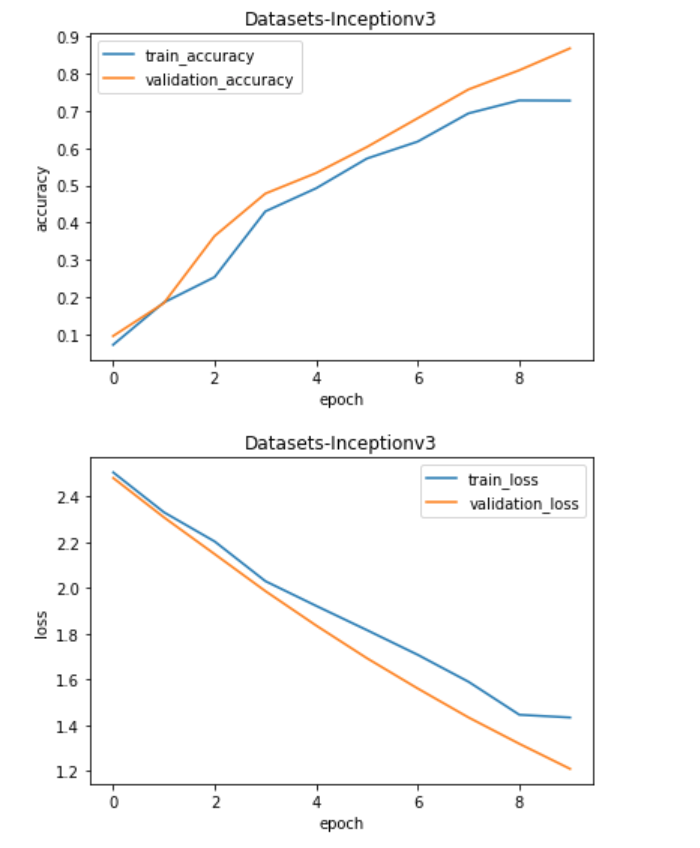 Datasets-Inceptionv3
0.9
0.8
0.7
0.6
0.5
0.4
0.3
0.2
0.1
accuracy
train_accuracy
validation_accuracy
0 2 4 6 8
epoch
Datasets-Inceptionv3
2.4
2.2
2.0
1.8
1.6
1.4
1.2
loss
train_loss
validation_loss
0 2 4 6 8
epoch